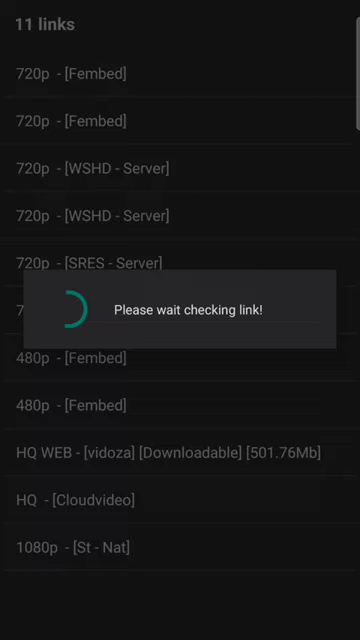 11 links
720p - [Fembed]
720p - [Fembed]
720p - [WSHD - Server]
720p - [WSHD - Server]
720p - [SRES - Server]
7
Please wait checking link!
480p - [Fembed]
480p - [Fembed]
HQ WEB - [vidoza] [Downloadable] [501.76Mb]
HQ - [Cloudvideo]
1080p - [St - Nat]